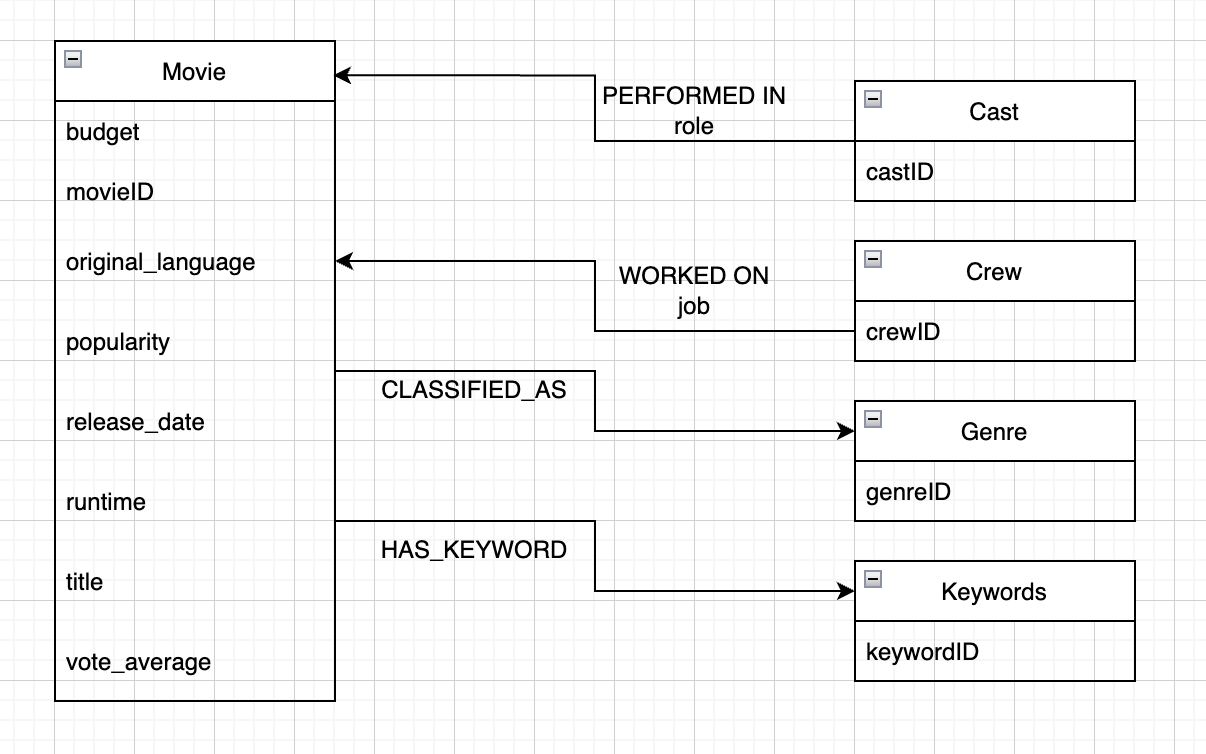 Movie
budget
movieID
original_language
popularity
release_date
runtime
title
vote_average
PERFORMED IN
role
WORKED ON
job
CLASSIFIED_AS
HAS_KEYWORD
Cast
castID
Crew
crewID
Genre
genreID
Keywords
keywordID